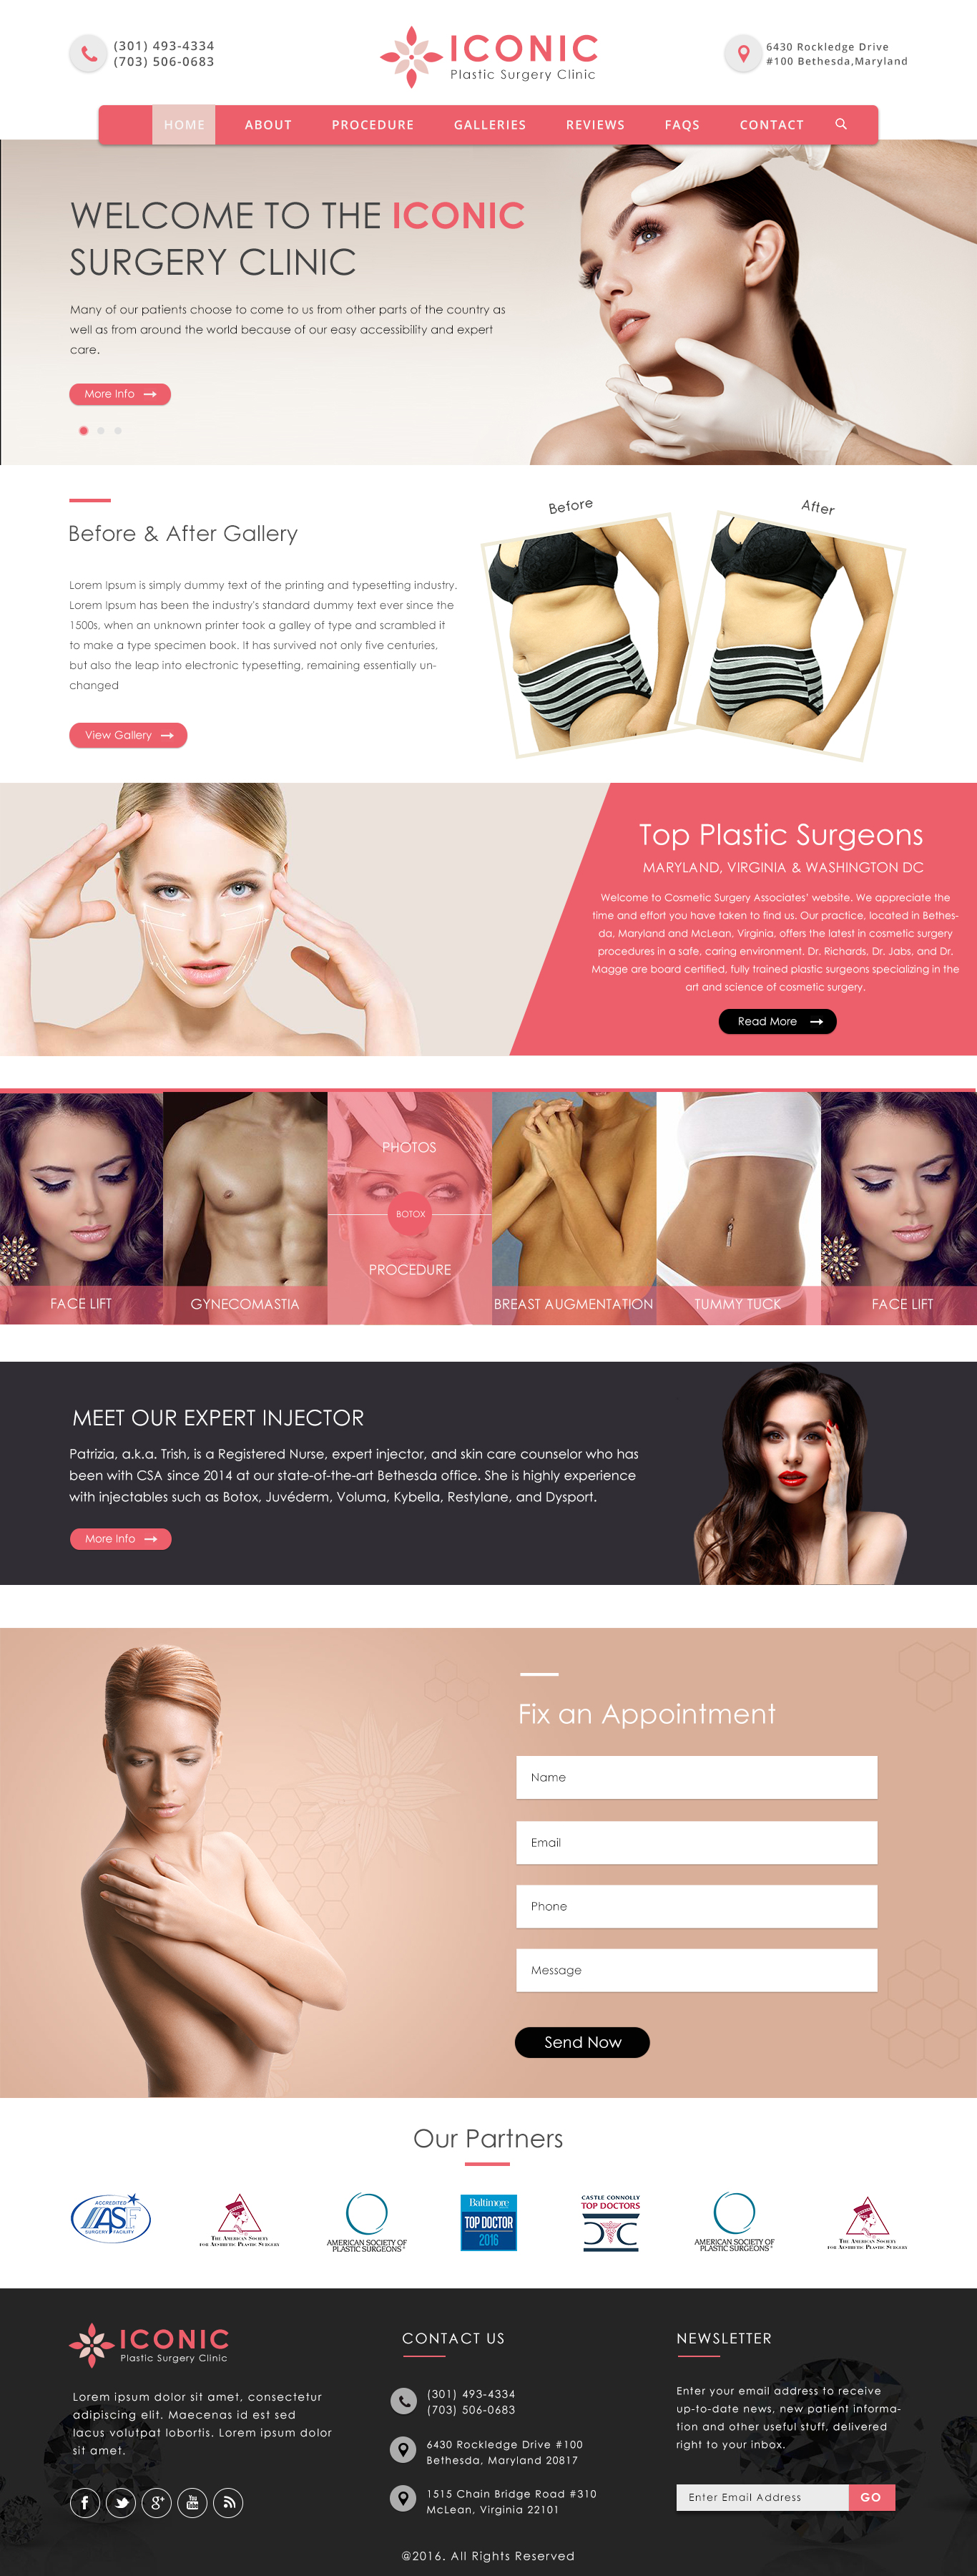 (301) 493-4334
(703) 506-0683
ICONIC
Plastic Surgery Clinic
6430 Rockledge Drive
#100 Bethesda,Maryland
HOME
ABOUT
PROCEDURE
GALLERIES
REVIEWS
FAQS
CONTACT
WELCOME TO THE ICONIC
SURGERY CLINIC
Many of our patients choose to come to us from other parts of the country as
well as from around the world because of our easy accessibility and expert
care.
More Info
Before & After Gallery
Lorem Ipsum is simply dummy text of the printing and typesetting industry.
Lorem Ipsum has been the industry's standard dummy text ever since the
1500s, when an unknown printer took a galley of type and scrambled it
to make a type specimen book. It has survived not only five centuries,
but also the leap into electronic typesetting, remaining essentially un-
changed
View Gallery
Before
After
Top Plastic Surgeons
MARYLAND, VIRGINIA & WASHINGTON DC
Welcome to Cosmetic Surgery Associates' website. We appreciate the
time and effort you have taken to find us. Our practice, located in Bethes-
da, Maryland and McLean, Virginia, offers the latest in cosmetic surgery
procedures in a safe, caring environment. Dr. Richards, Dr. Jabs, and Dr.
Magge are board certified, fully trained plastic surgeons specializing in the
art and science of cosmetic surgery.
Read More
FACE LIFT
GYNECOMASTIA
PHOTOS
BOTOX
PROCEDURE
BREAST AUGMENTATION
TUMMY TUCK
FACE LIFT
MEET OUR EXPERT INJECTOR
Patrizia, a.k.a. Trish, is a Registered Nurse, expert injector, and skin care counselor who has
been with CSA since 2014 at our state-of-the-art Bethesda office. She is highly experience
with injectables such as Botox, Juvéderm, Voluma, Kybella, Restylane, and Dysport.
More Info
Fix an Appointment
Name
Email
Phone
Message
Send Now
Our Partners
ACCREDITED
SURGERY FACILITY
THE AMERICAN SOCIETY
FOR AESTHETIC PLASTIC SURGERY
AMERICAN SOCIETY OF
PLASTIC SURGEONS
Baltimore
TOP DOCTOR
2016
CASTLE CONNOLLY
TOP DOCTORS
AMERICAN SOCIETY OF
PLASTIC SURGEONS
THE AMERICAN SOCIETY
FOR AESTHETIC PLASTIC SURGERY
ICONIC
Plastic Surgery Clinic
Lorem ipsum dolor sit amet, consectetur
adipiscing elit. Maecenas id est sed
lacus volutpat lobortis. Lorem ipsum dolor
sit amet.
CONTACT US
(301) 493-4334
(703) 506-0683
6430 Rockledge Drive #100
Bethesda, Maryland 20817
1515 Chain Bridge Road #310
McLean, Virginia 22101
NEWSLETTER
Enter your email address to receive
up-to-date news, new patient informa-
tion and other useful stuff, delivered
right to your inbox.
Enter Email Address
GO
@2016. All Rights Reserved